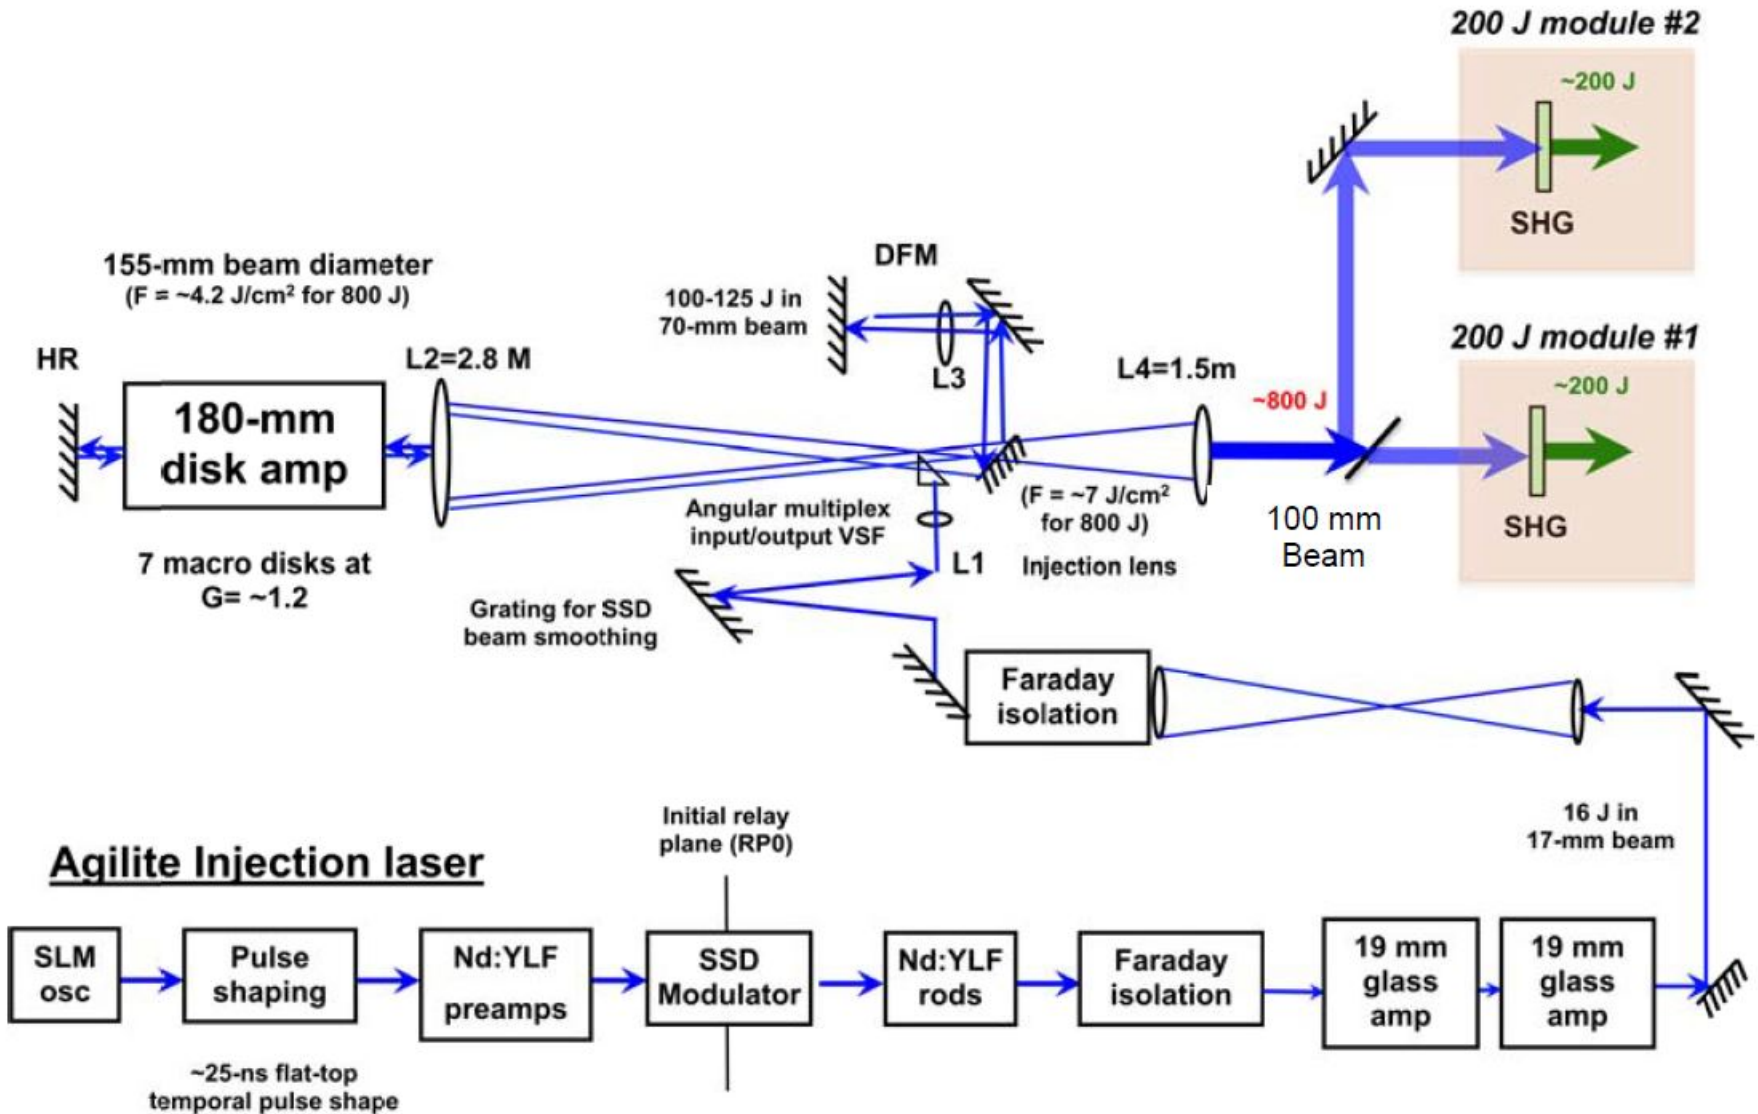 200 J module #2
~200 J
SHG
155-mm beam diameter
(F = ~4.2 J/cm² for 800 J)
DFM
100-125 J in
70-mm beam
L3
HR
L2=2.8 M
180-mm
disk amp
7 macro disks at
G= ~1.2
L4=1.5m
~800 J
200 J module #1
~200 J
SHG
100 mm
Beam
Angular multiplex
input/output VSF
(F = ~7 J/cm²
for 800 J)
L1
Injection lens
Grating for SSD
beam smoothing
Faraday
isolation
16 J in
17-mm beam
Initial relay
plane (RP0)
Agilite Injection laser
SLM
osc
Pulse
shaping
Nd:YLF
preamps
SSD
Modulator
Nd:YLF
rods
Faraday
isolation
19 mm
glass
amp
19 mm
glass
amp
~25-ns flat-top
temporal pulse shape